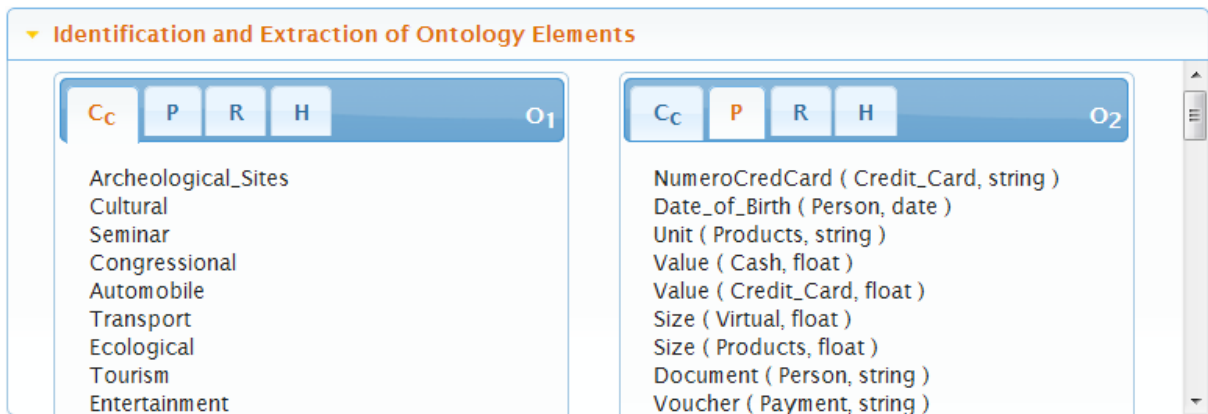 Identification and Extraction of Ontology Elements
CC P R H O1
Archeological_Sites
Cultural
Seminar
Congressional
Automobile
Transport
Ecological
Tourism
Entertainment
CC P R H O2
NumeroCredCard ( Credit_Card, string )
Date_of_Birth ( Person, date )
Unit ( Products, string )
Value ( Cash, float )
Value ( Credit_Card, float )
Size ( Virtual, float )
Size ( Products, float )
Document ( Person, string )
Voucher ( Payment, string )